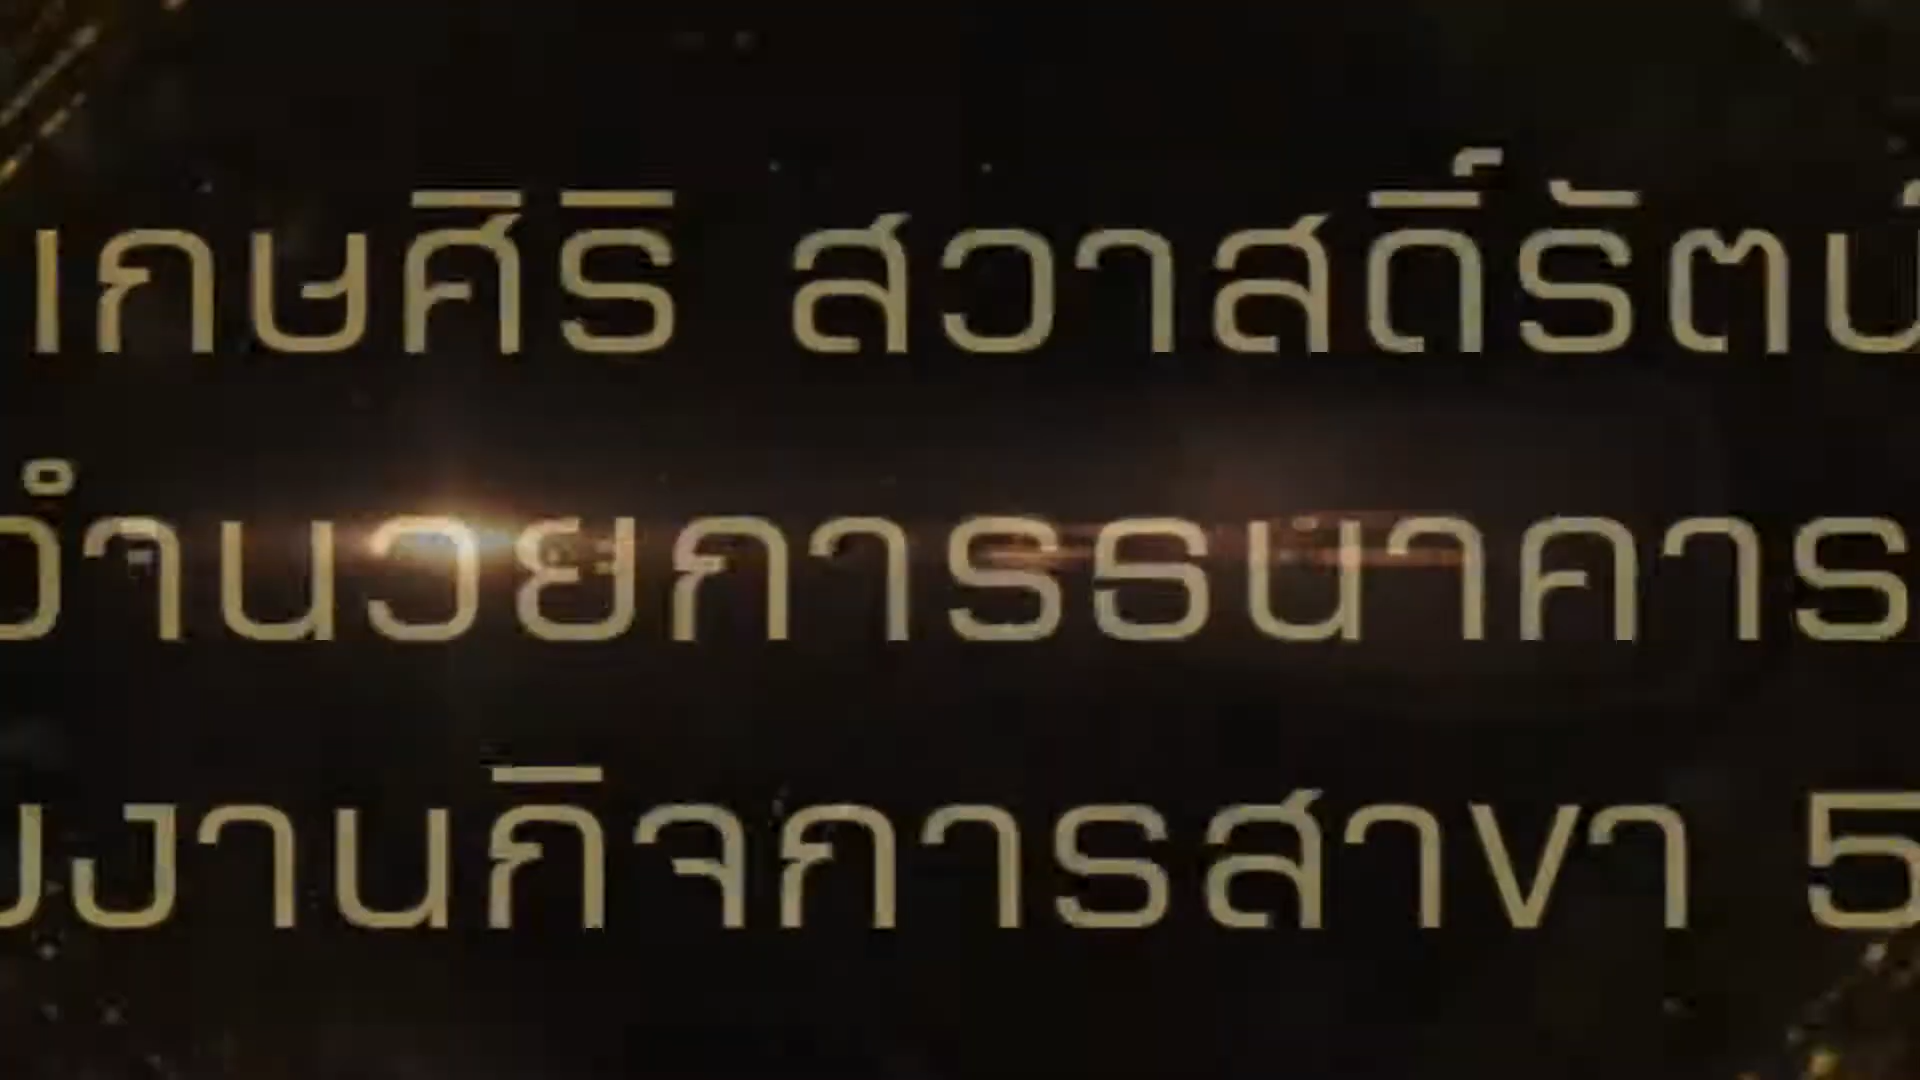 เกษศิริ สวาสดิ์รัตน์
อำนวยการธนาคาร
งานกิจการสาขา 5